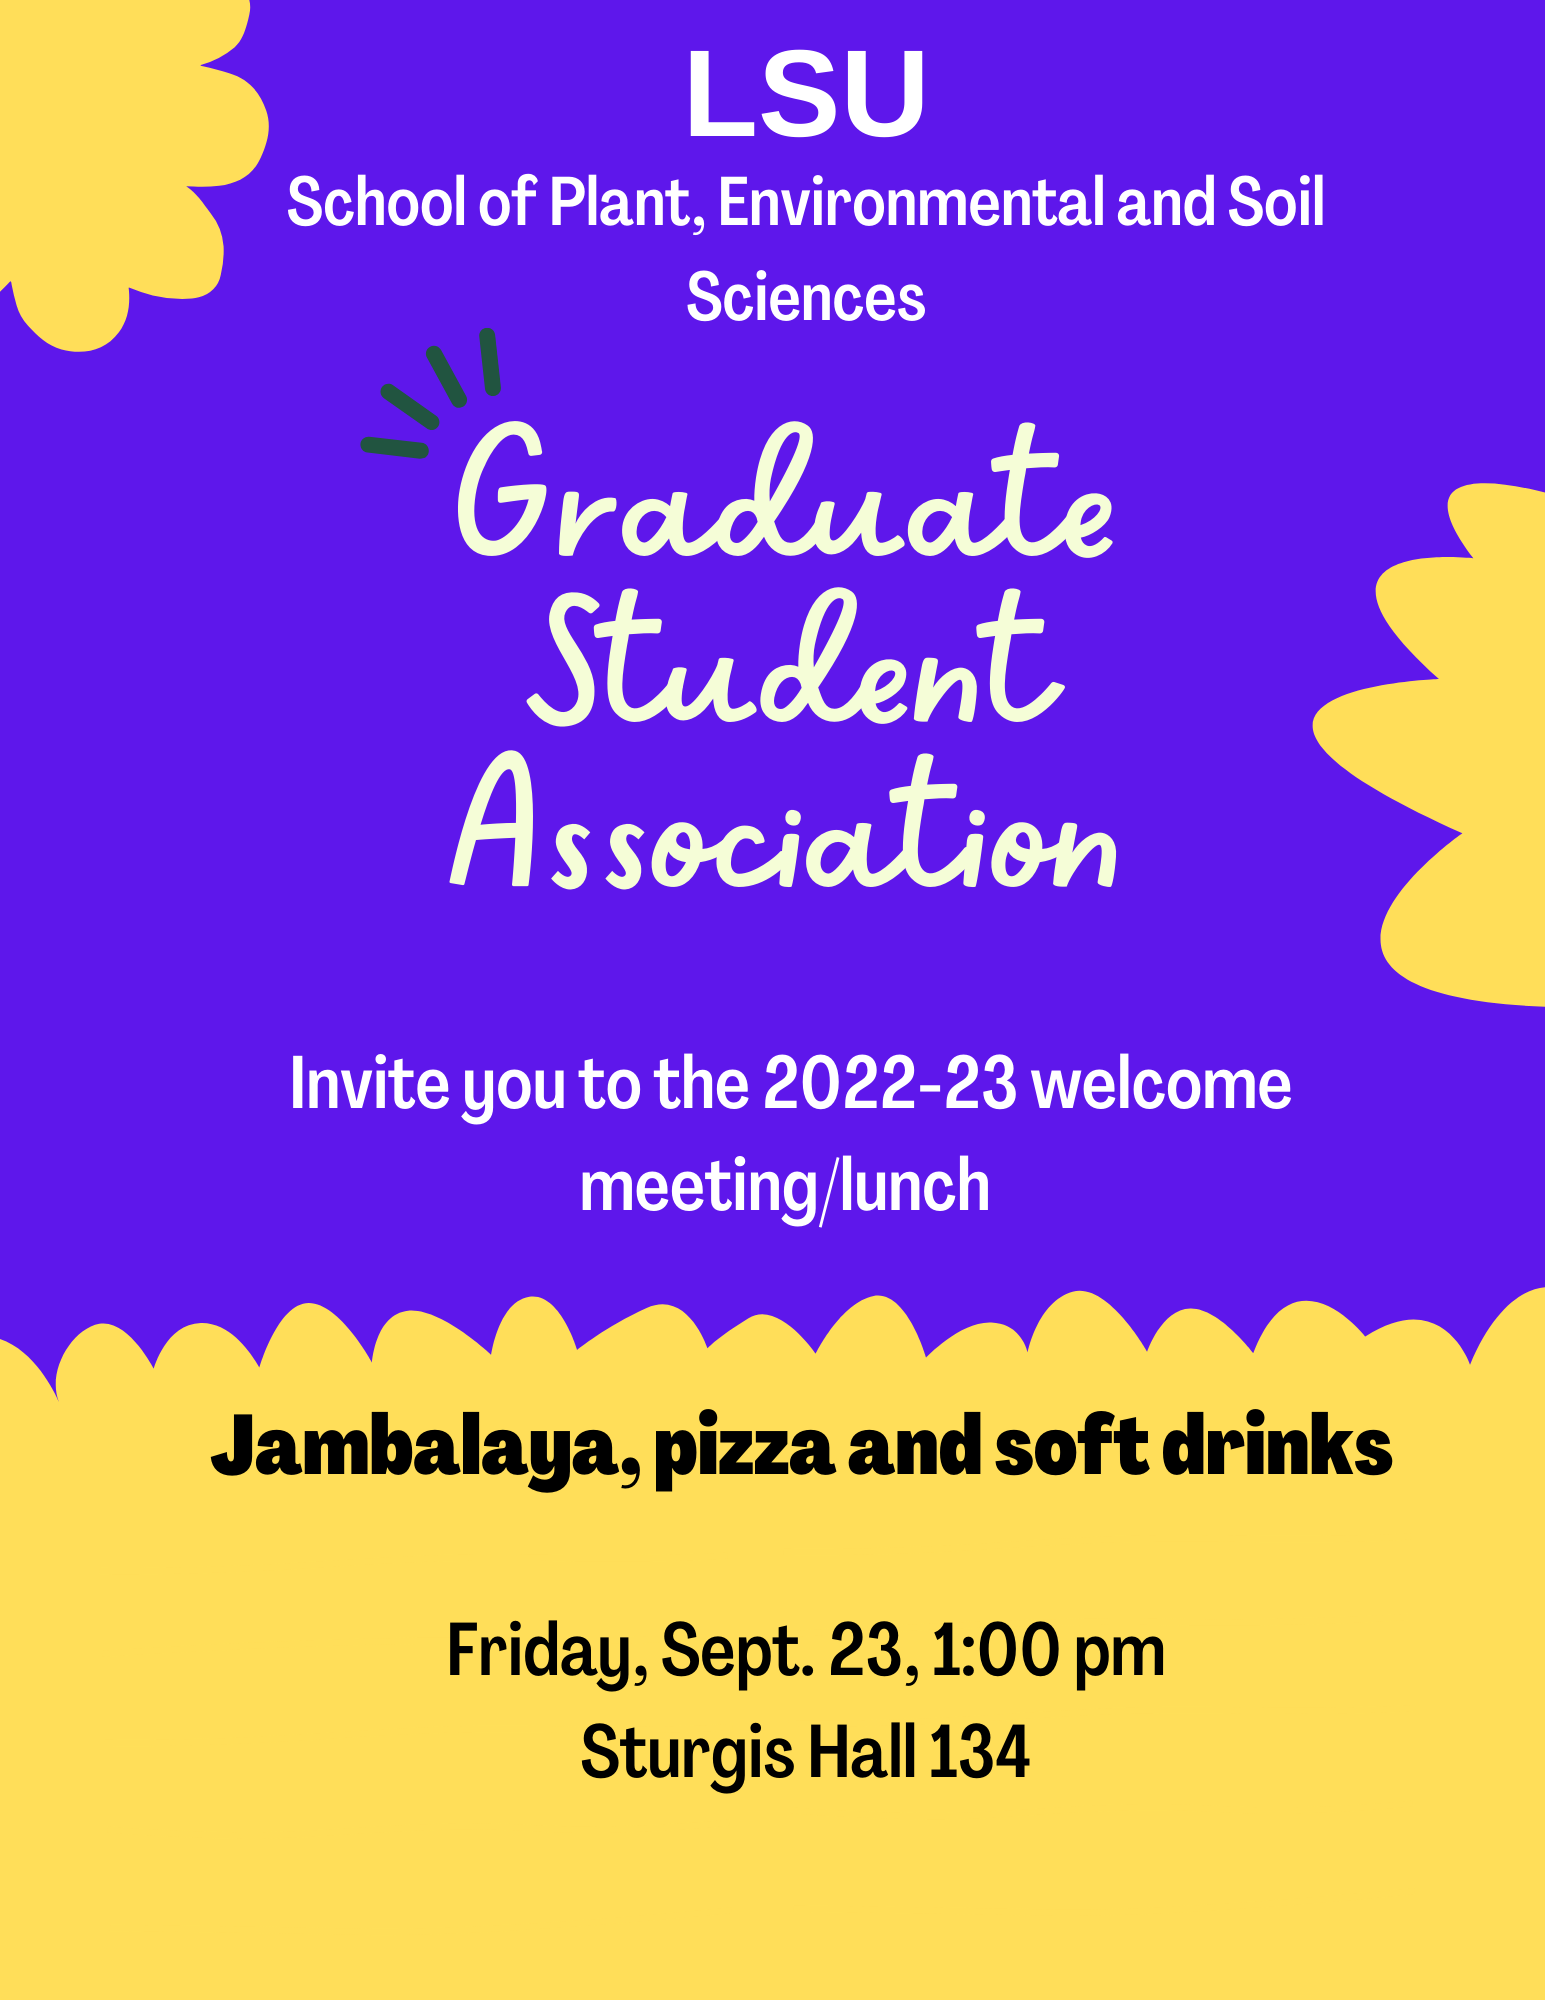 LSU
School of Plant, Environmental and Soil
Sciences
Graduate
Student
Association
Invite you to the 2022-23 welcome
meeting/lunch
Jambalaya, pizza and soft drinks
Friday, Sept. 23, 1:00 pm
Sturgis Hall 134